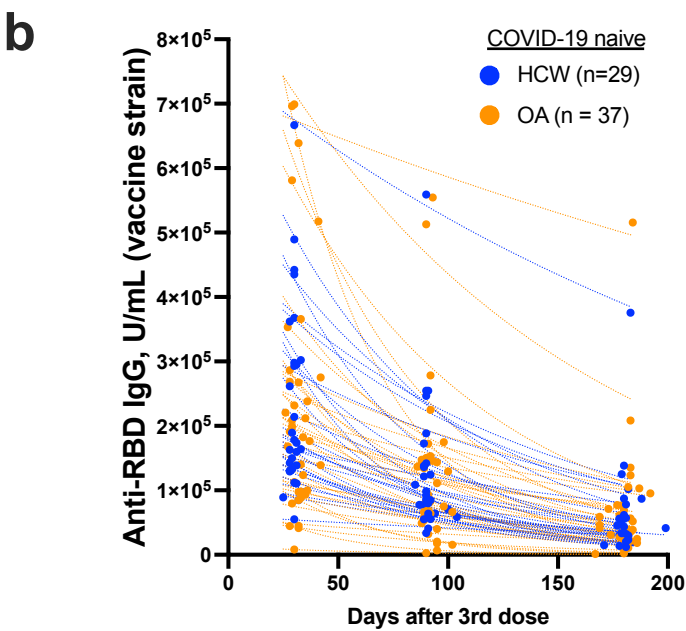 b
COVID-19 naive
HCW (n=29)
OA (n = 37)
Anti-RBD IgG, U/mL (vaccine strain)
8×10⁵
7×10⁵
6×10⁵
5×10⁵
4×10⁵
3×10⁵
2×10⁵
1×10⁵
0
0 50 100 150 200
Days after 3rd dose